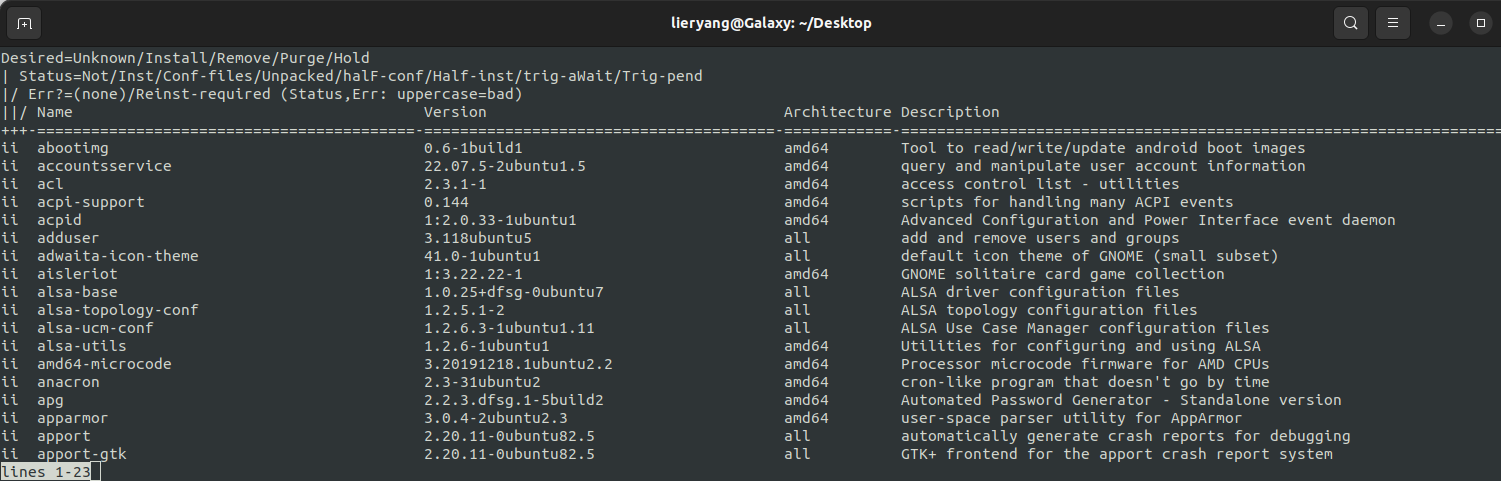 lieryang@Galaxy: ~/Desktop
Desired=Unknown/Install/Remove/Purge/Hold
| Status=Not/Inst/Conf-files/Unpacked/halF-conf/Half-inst/trig-aWait/Trig-pend
|/ Err?=(none)/Reinst-required (Status,Err: uppercase=bad)
||/ Name                                       Version                                 Architecture Description
+++-==========================================-=======================================-============-===================================================================
ii  abootimg                                   0.6-1build1                             amd64        Tool to read/write/update android boot images
ii  accountsservice                            22.07.5-2ubuntu1.5                      amd64        query and manipulate user account information
ii  acl                                        2.3.1-1                                 amd64        access control list - utilities
ii  acpi-support                               0.144                                   amd64        scripts for handling many ACPI events
ii  acpid                                      1:2.0.33-1ubuntu1                       amd64        Advanced Configuration and Power Interface event daemon
ii  adduser                                    3.118ubuntu5                            all          add and remove users and groups
ii  adwaita-icon-theme                         41.0-1ubuntu1                           all          default icon theme of GNOME (small subset)
ii  aisleriot                                  1:3.22.22-1                             amd64        GNOME solitaire card game collection
ii  alsa-base                                  1.0.25+dfsg-0ubuntu7                    all          ALSA driver configuration files
ii  alsa-topology-conf                         1.2.5.1-2                               all          ALSA topology configuration files
ii  alsa-ucm-conf                              1.2.6.3-1ubuntu1.11                     all          ALSA Use Case Manager configuration files
ii  alsa-utils                                 1.2.6-1ubuntu1                          amd64        Utilities for configuring and using ALSA
ii  amd64-microcode                            3.20191218.1ubuntu2.2                   amd64        Processor microcode firmware for AMD CPUs
ii  anacron                                    2.3-31ubuntu2                           amd64        cron-like program that doesn't go by time
ii  apg                                        2.2.3.dfsg.1-5build2                    amd64        Automated Password Generator - Standalone version
ii  apparmor                                   3.0.4-2ubuntu2.3                        amd64        user-space parser utility for AppArmor
ii  apport                                     2.20.11-0ubuntu82.5                     all          automatically generate crash reports for debugging
ii  apport-gtk                                 2.20.11-0ubuntu82.5                     all          GTK+ frontend for the apport crash report system
lines 1-23